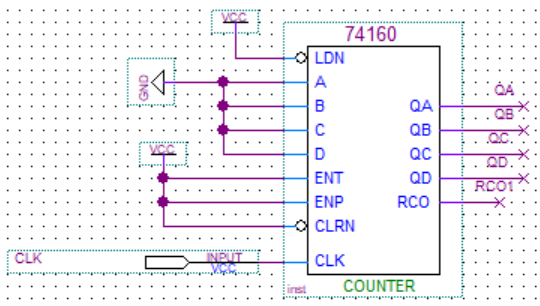 VCC
74160
LDN
GND
A
B
C
D
QA
QB
QC
QD
RCO
QA
QB
QC
QD
RCO1
VCC
ENT
ENP
CLRN
CLK
CLK
INPUT
VCC
inst
COUNTER